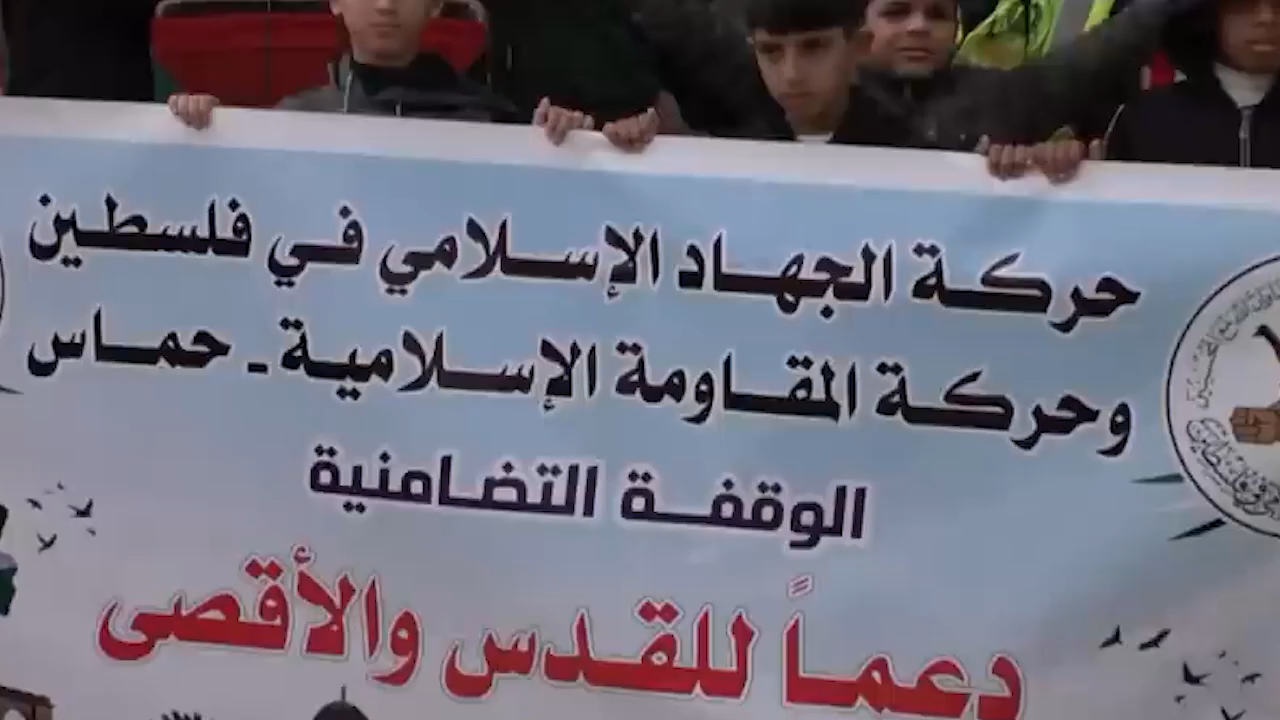 حركة الجهاد الإسلامي في فلسطين
وحركة المقاومة الإسلامية - حماس
الوقفة التضامنية
دعماً للقدس والأقصى